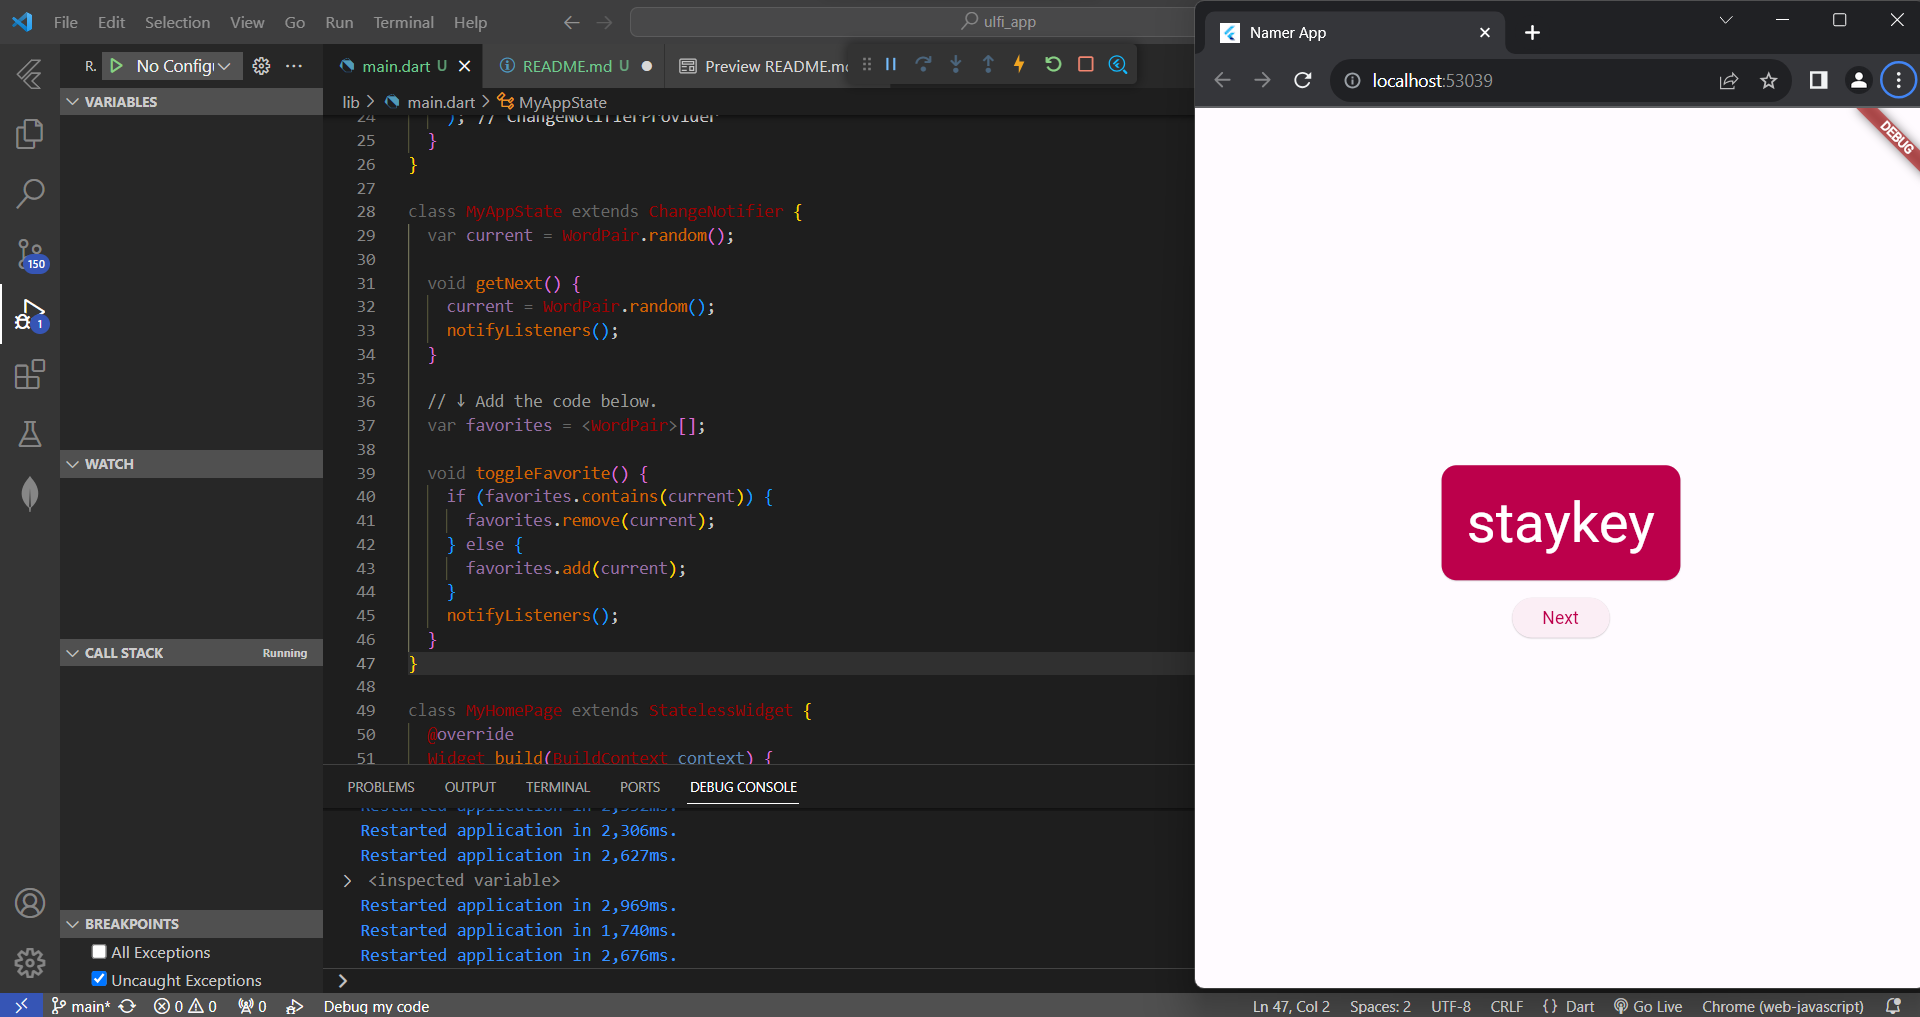 File Edit Selection View Go Run Terminal Help
ulfi_app
R. No Config
main.dart U
README.md U
Preview README.md
VARIABLES
lib > main.dart > MyAppState
24 ); // ChangeNotifierProvider
25 }
26 }
27
28 class MyAppState extends ChangeNotifier {
29 var current = WordPair.random();
30
31 void getNext() {
32 current = WordPair.random();
33 notifyListeners();
34 }
35
36 // ↓ Add the code below.
37 var favorites = <WordPair>[];
38
39 void toggleFavorite() {
40 if (favorites.contains(current)) {
41 favorites.remove(current);
42 } else {
43 favorites.add(current);
44 }
45 notifyListeners();
46 }
47 }
48
49 class MyHomePage extends StatelessWidget {
50 @override
51 Widget build(BuildContext context) {
150
1
WATCH
CALL STACK Running
BREAKPOINTS
All Exceptions
Uncaught Exceptions
PROBLEMS OUTPUT TERMINAL PORTS DEBUG CONSOLE
Restarted application in 2,332ms.
Restarted application in 2,306ms.
Restarted application in 2,627ms.
> <inspected variable>
Restarted application in 2,969ms.
Restarted application in 1,740ms.
Restarted application in 2,676ms.
>
main* 0 0 0 Debug my code
Ln 47, Col 2 Spaces: 2 UTF-8 CRLF {} Dart Go Live Chrome (web-javascript)
Namer App
localhost:53039
DEBUG
staykey
Next